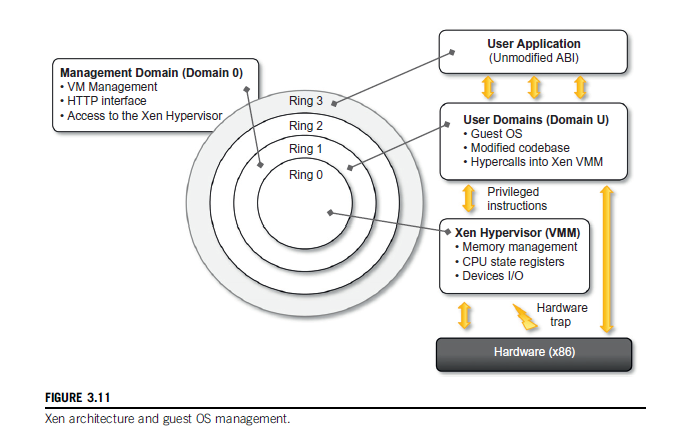 Management Domain (Domain 0)
• VM Management
• HTTP interface
• Access to the Xen Hypervisor
Ring 3
Ring 2
Ring 1
Ring 0
User Application
(Unmodified ABI)
User Domains (Domain U)
• Guest OS
• Modified codebase
• Hypercalls into Xen VMM
Privileged
instructions
Xen Hypervisor (VMM)
• Memory management
• CPU state registers
• Devices I/O
Hardware
trap
Hardware (x86)
FIGURE 3.11
Xen architecture and guest OS management.